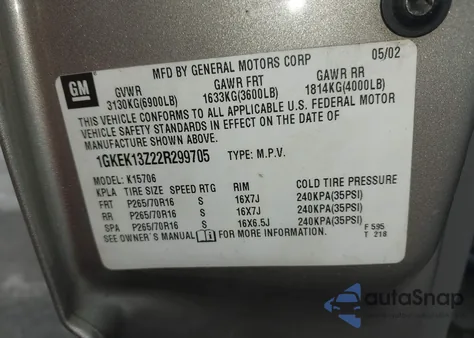 GM
MFD BY GENERAL MOTORS CORP 05/02
GVWR GAWR FRT GAWR RR
3130KG(6900LB) 1633KG(3600LB) 1814KG(4000LB)
THIS VEHICLE CONFORMS TO ALL APPLICABLE U.S. FEDERAL MOTOR
VEHICLE SAFETY STANDARDS IN EFFECT ON THE DATE OF
MANUFACTURE SHOWN ABOVE.
1GKEK13Z22R299705 TYPE: M.P.V.
MODEL: K15706
KPLA TIRE SIZE SPEED RTG RIM COLD TIRE PRESSURE
FRT P265/70R16 S 16X7J 240KPA(35PSI)
RR P265/70R16 S 16X7J 240KPA(35PSI)
SPA P265/70R16 S 16X6.5J 240KPA(35PSI)
SEE OWNER'S MANUAL FOR MORE INFORMATION. F 595
T 218
autoSnap